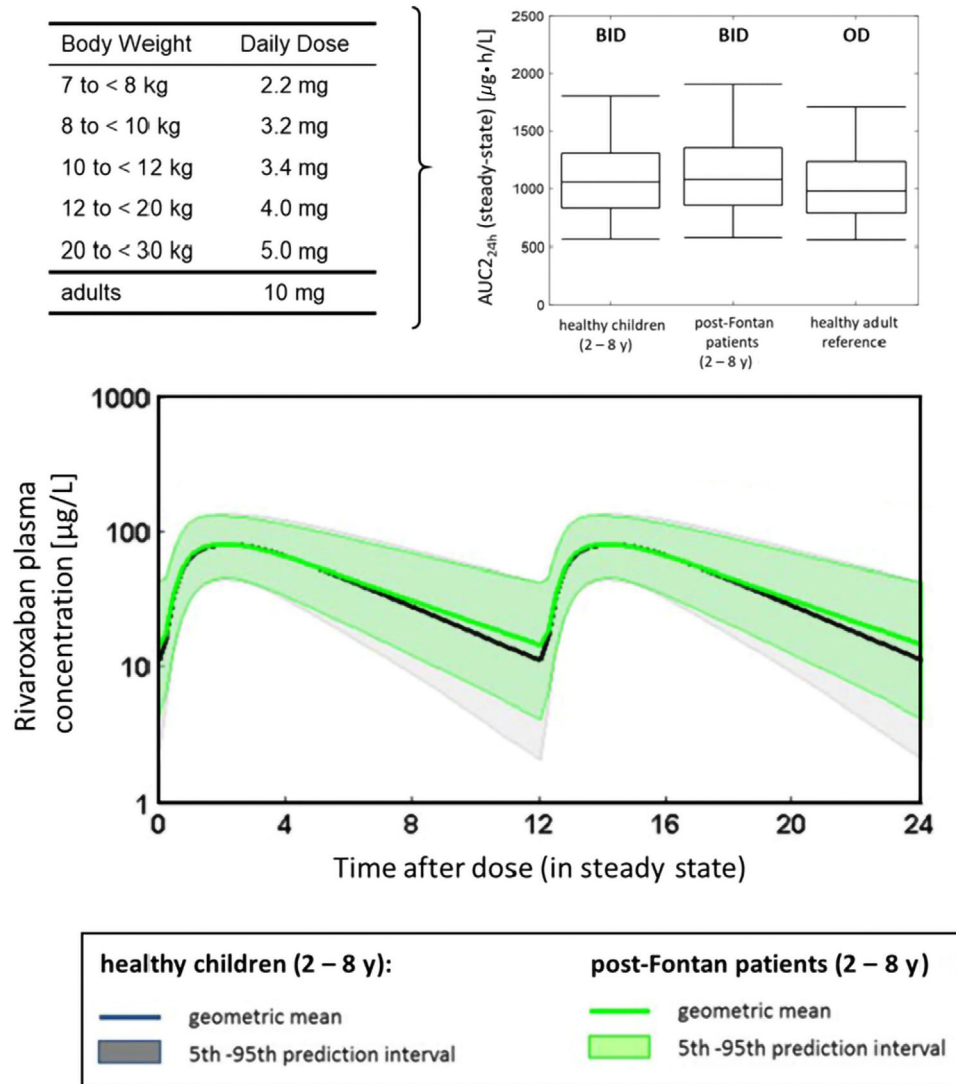 Body Weight Daily Dose
7 to < 8 kg 2.2 mg
8 to < 10 kg 3.2 mg
10 to < 12 kg 3.4 mg
12 to < 20 kg 4.0 mg
20 to < 30 kg 5.0 mg
adults 10 mg
AUC2₂₄ₕ (steady-state) [µg•h/L]
2500
2000
1500
1000
500
0
BID BID OD
healthy children
(2 – 8 y)
post-Fontan
patients
(2 – 8 y)
healthy adult
reference
Rivaroxaban plasma
concentration [µg/L]
1000
100
10
1
0 4 8 12 16 20 24
Time after dose (in steady state)
healthy children (2 – 8 y):
geometric mean
5th -95th prediction interval
post-Fontan patients (2 – 8 y)
geometric mean
5th -95th prediction interval